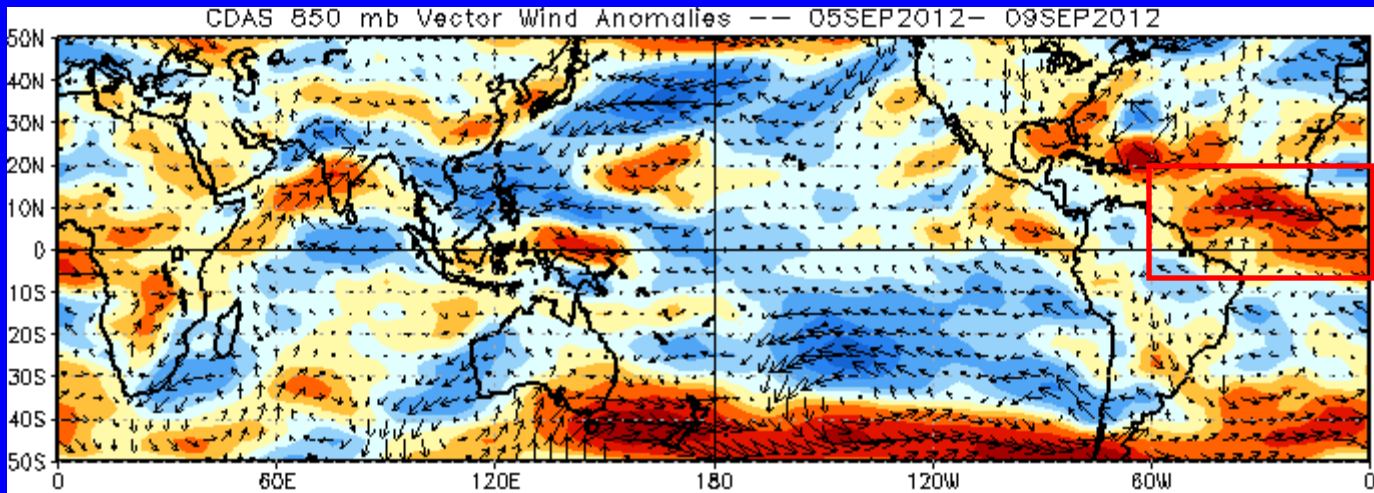 CDAS 850 mb Vector Wind Anomalies -- 05SEP2012- 09SEP2012
50N
40N
30N
20N
10N
0
10S
20S
30S
40S
50S
0 60E 120E 180 120W 60W 0